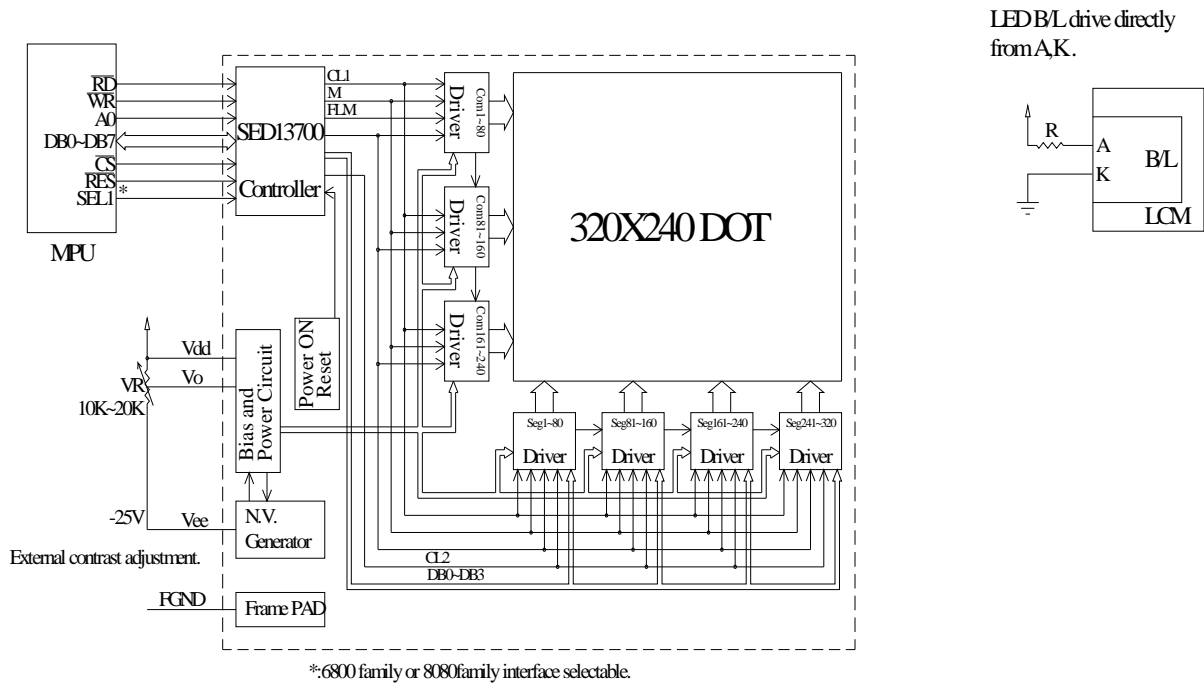 LED B/L drive directly
from A,K.
RD
WR
A0
DB0~DB7
CS
RES
SEL1 *
MPU
SED13700
Controller
CL1
M
FLM
Driver
Com1~80
Driver
Com81~160
Driver
Com161~240
320X240 DOT
R
A
K
B/L
LCM
Vdd
Vo
VR
10K~20K
-25V
Vee
External contrast adjustment.
Bias and
Power Circuit
Power ON
Reset
N.V.
Generator
FGND
Frame PAD
Seg1~80
Driver
Seg81~160
Driver
Seg161~240
Driver
Seg241~320
Driver
CL2
DB0~DB3
*:6800 family or 8080family interface selectable.